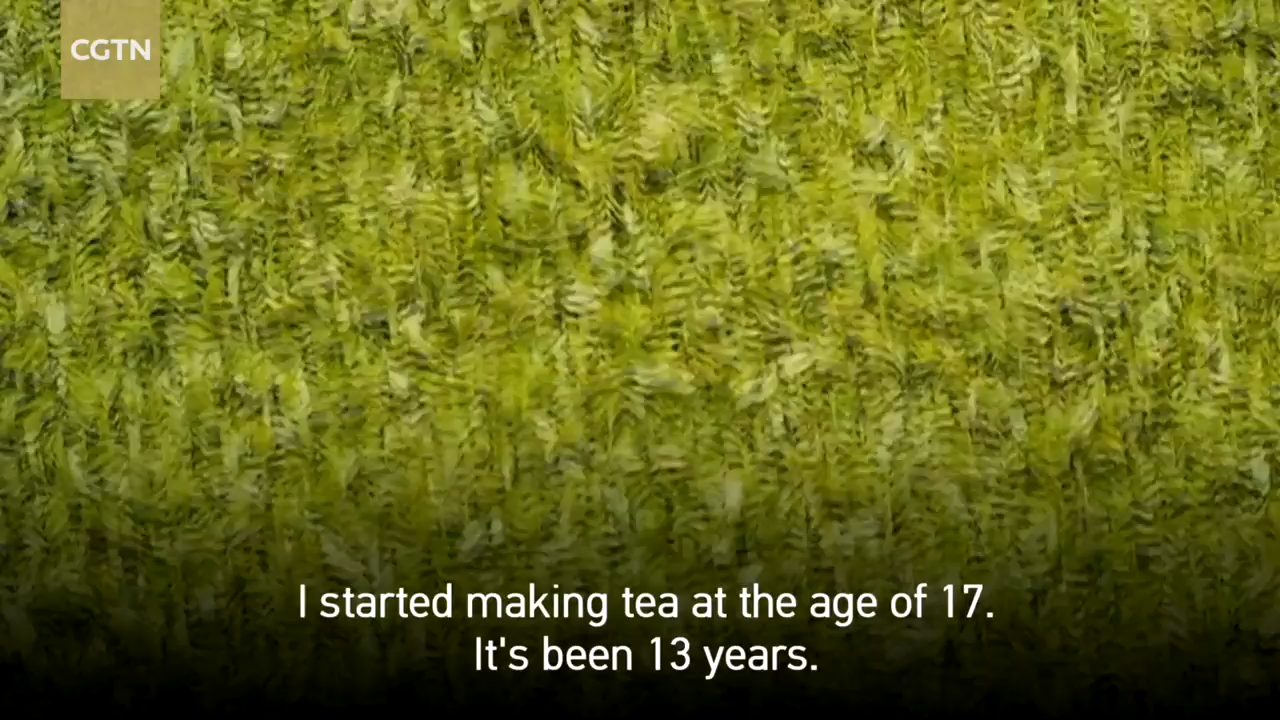 CGTN
I started making tea at the age of 17.
It's been 13 years.